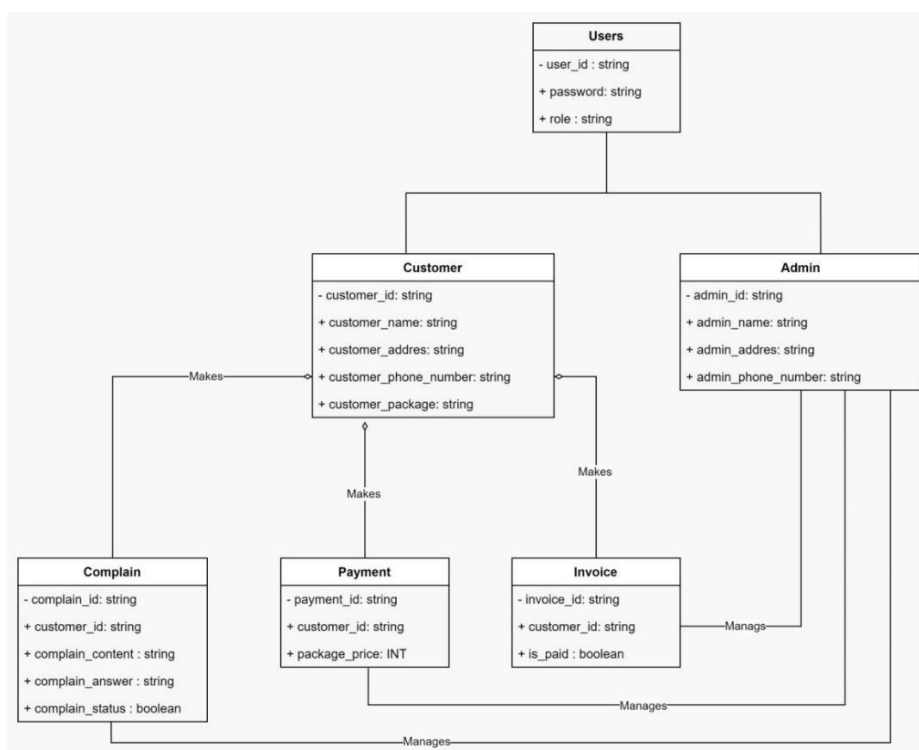 Users
- user_id : string
+ password: string
+ role : string
Customer
- customer_id: string
+ customer_name: string
+ customer_addres: string
+ customer_phone_number: string
+ customer_package: string
Admin
- admin_id: string
+ admin_name: string
+ admin_addres: string
+ admin_phone_number: string
Makes
Makes
Makes
Complain
- complain_id: string
+ customer_id: string
+ complain_content : string
+ complain_answer : string
+ complain_status : boolean
Payment
- payment_id: string
+ customer_id: string
+ package_price: INT
Invoice
- invoice_id: string
+ customer_id: string
+ is_paid : boolean
Manags
Manages
Manages